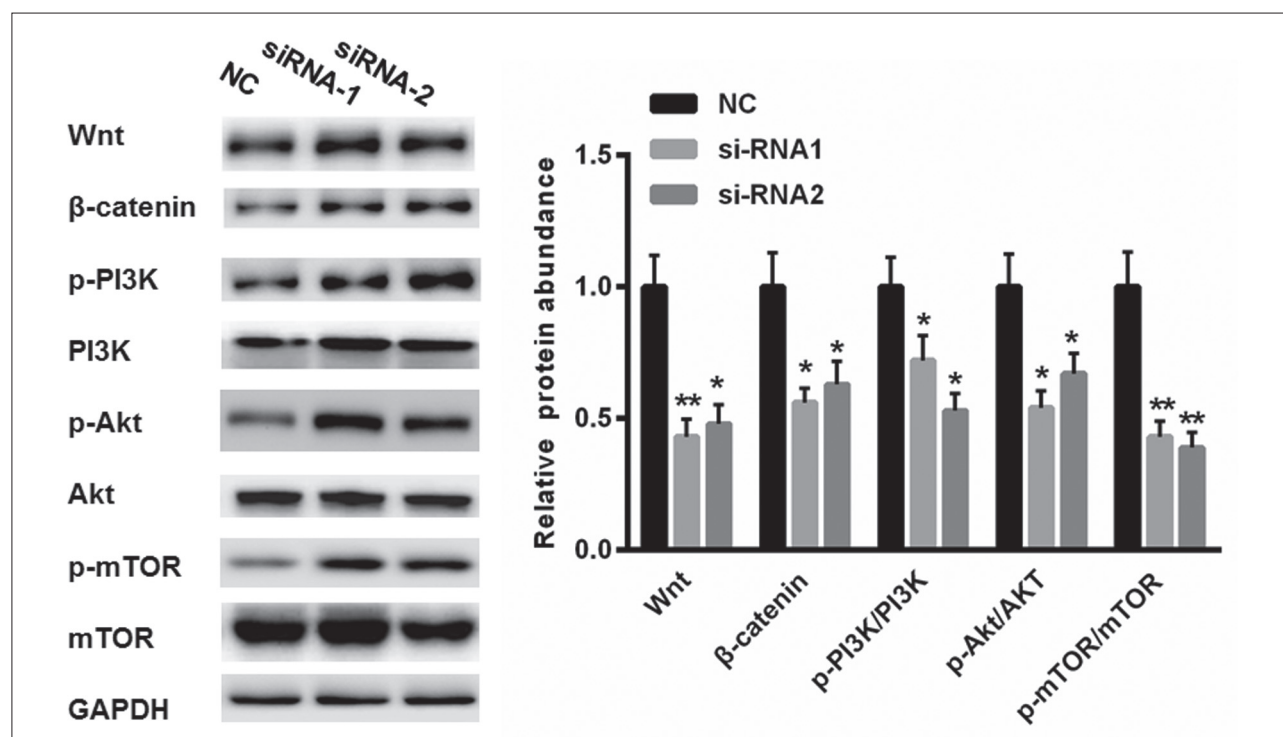 NC siRNA-1 siRNA-2
Wnt
β-catenin
p-PI3K
PI3K
p-Akt
Akt
p-mTOR
mTOR
GAPDH
NC
si-RNA1
si-RNA2
Relative protein abundance
1.5
1.0
0.5
0.0
** * * * * * * * ** **
Wnt
β-catenin
p-PI3K/PI3K
p-Akt/AKT
p-mTOR/mTOR